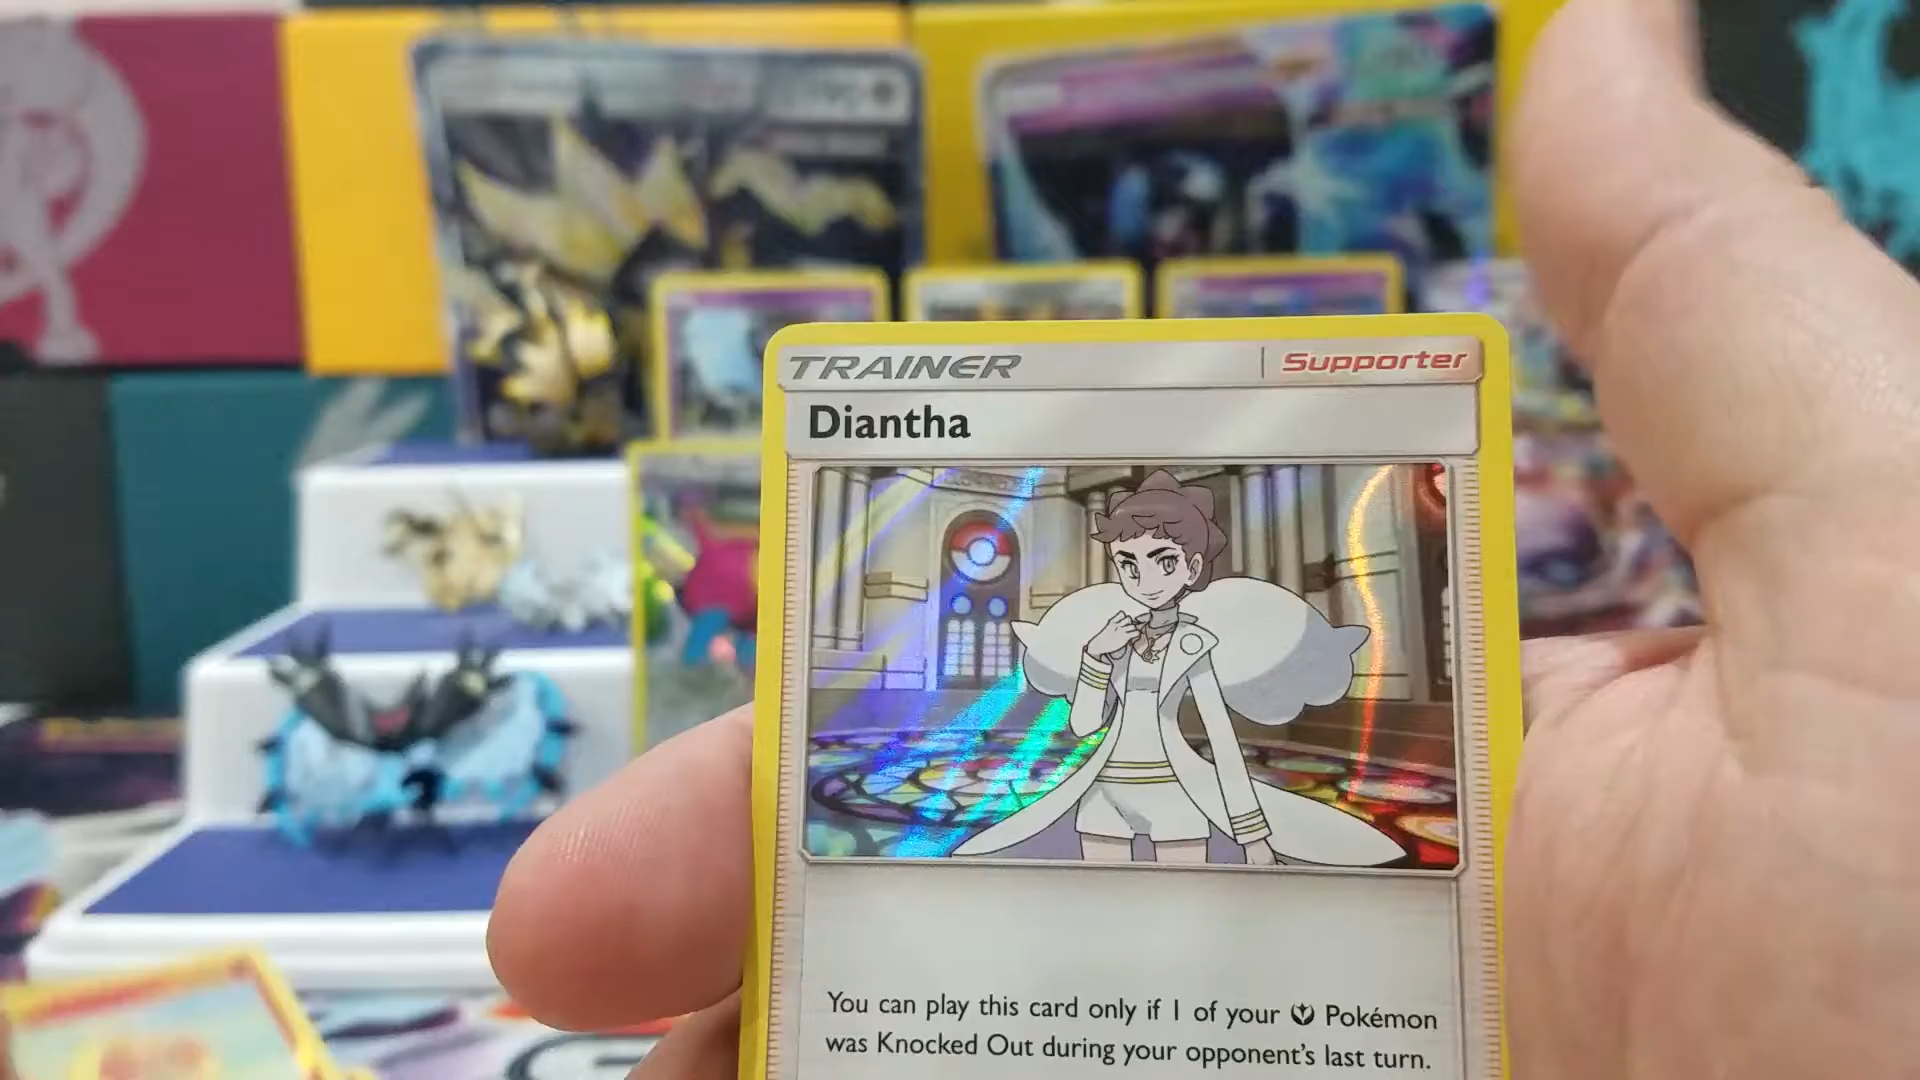 TRAINER Supporter
Diantha
You can play this card only if 1 of your Pokémon
was Knocked Out during your opponent's last turn.